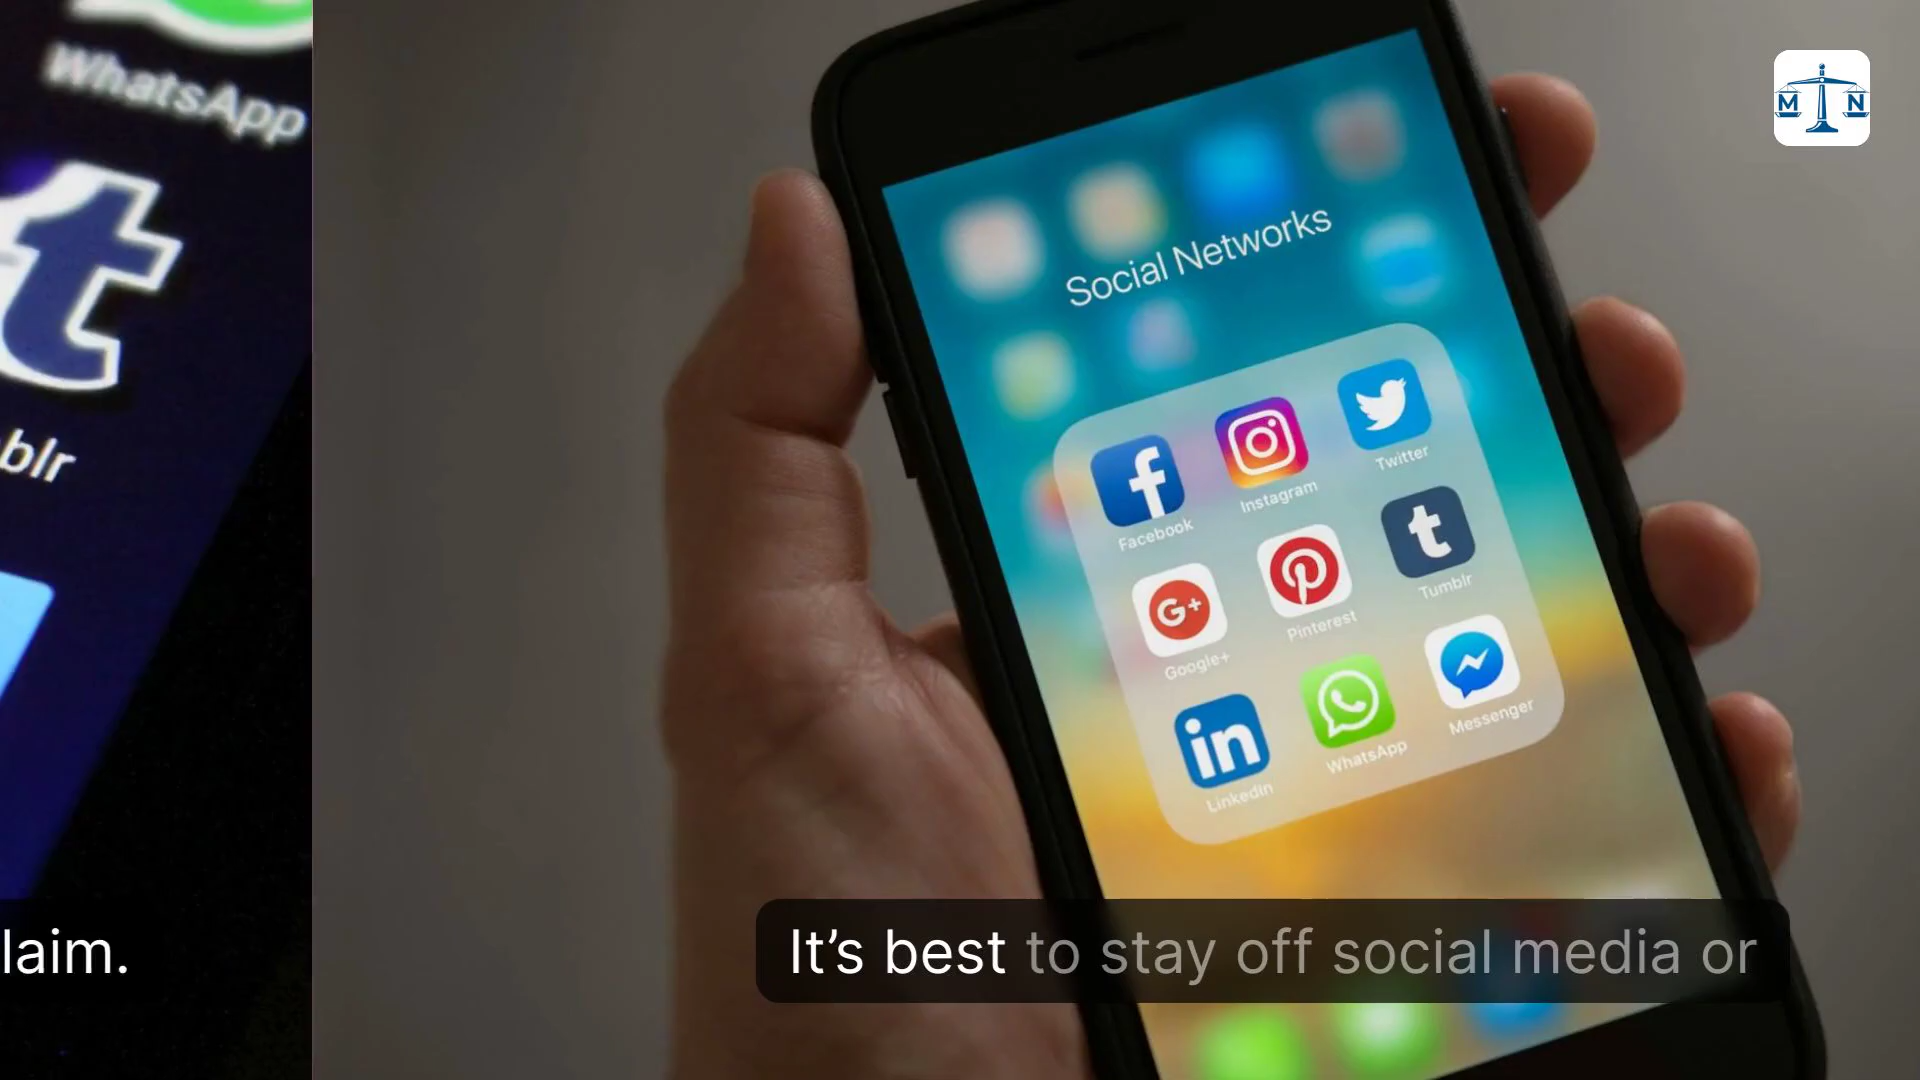 WhatsApp
blr
laim.
M N
Social Networks
Facebook
Instagram
Twitter
Google+
Pinterest
Tumblr
LinkedIn
WhatsApp
Messenger
It’s best to stay off social media or